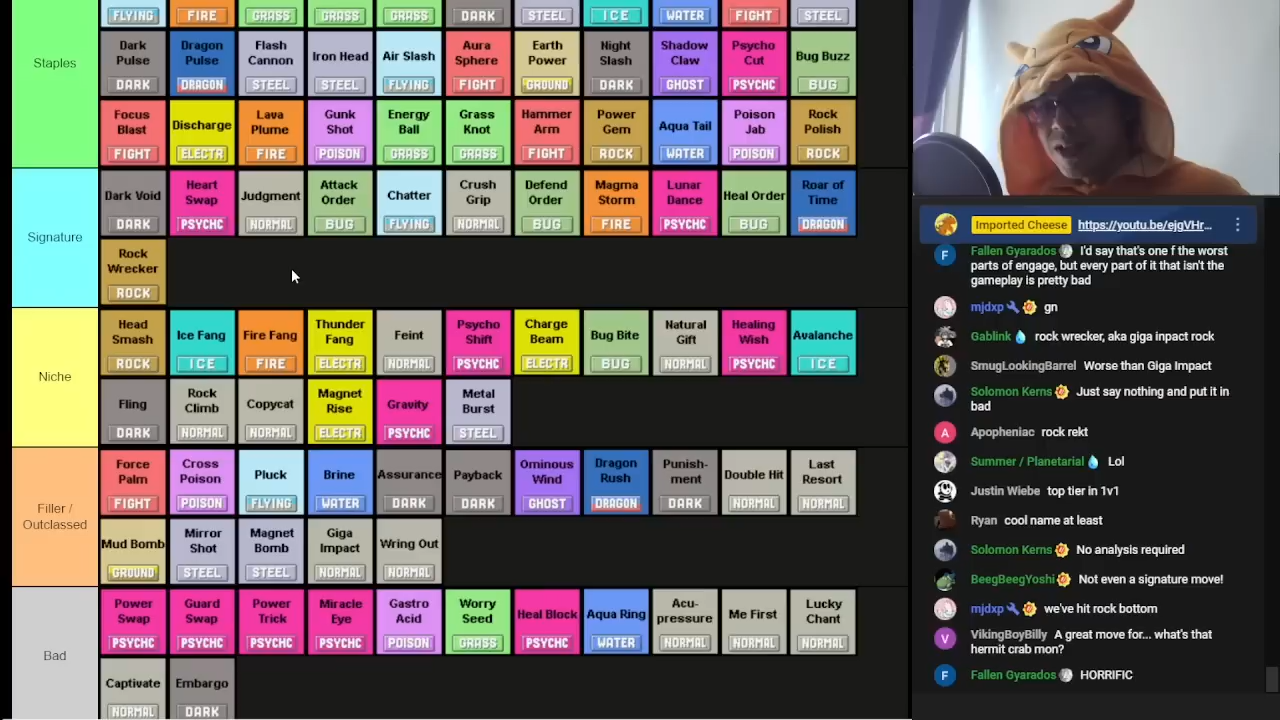 FLYING FIRE GRASS GRASS GRASS DARK STEEL ICE WATER FIGHT STEEL
Staples
Dark Pulse DARK
Dragon Pulse DRAGON
Flash Cannon STEEL
Iron Head STEEL
Air Slash FLYING
Aura Sphere FIGHT
Earth Power GROUND
Night Slash DARK
Shadow Claw GHOST
Psycho Cut PSYCHC
Bug Buzz BUG
Focus Blast FIGHT
Discharge ELECTR
Lava Plume FIRE
Gunk Shot POISON
Energy Ball GRASS
Grass Knot GRASS
Hammer Arm FIGHT
Power Gem ROCK
Aqua Tail WATER
Poison Jab POISON
Rock Polish ROCK
Signature
Dark Void DARK
Heart Swap PSYCHC
Judgment NORMAL
Attack Order BUG
Chatter FLYING
Crush Grip NORMAL
Defend Order BUG
Magma Storm FIRE
Lunar Dance PSYCHC
Heal Order BUG
Roar of Time DRAGON
Rock Wrecker ROCK
Niche
Head Smash ROCK
Ice Fang ICE
Fire Fang FIRE
Thunder Fang ELECTR
Feint NORMAL
Psycho Shift PSYCHC
Charge Beam ELECTR
Bug Bite BUG
Natural Gift NORMAL
Healing Wish PSYCHC
Avalanche ICE
Fling DARK
Rock Climb NORMAL
Copycat NORMAL
Magnet Rise ELECTR
Gravity PSYCHC
Metal Burst STEEL
Filler /
Outclassed
Force Palm FIGHT
Cross Poison POISON
Pluck FLYING
Brine WATER
Assurance DARK
Payback DARK
Ominous Wind GHOST
Dragon Rush DRAGON
Punish-ment DARK
Double Hit NORMAL
Last Resort NORMAL
Mud Bomb GROUND
Mirror Shot STEEL
Magnet Bomb STEEL
Giga Impact NORMAL
Wring Out NORMAL
Bad
Power Swap PSYCHC
Guard Swap PSYCHC
Power Trick PSYCHC
Miracle Eye PSYCHC
Gastro Acid POISON
Worry Seed GRASS
Heal Block PSYCHC
Aqua Ring WATER
Acu-pressure NORMAL
Me First NORMAL
Lucky Chant NORMAL
Captivate NORMAL
Embargo DARK
Imported Cheese https://youtu.be/ejgVHr...
F Fallen Gyarados I'd say that's one f the worst
parts of engage, but every part of it that isn't the
gameplay is pretty bad
mjdxp gn
Gablink rock wrecker, aka giga inpact rock
SmugLookingBarrel Worse than Giga Impact
Solomon Kerns Just say nothing and put it in
bad
A Apopheniac rock rekt
Summer / Planetarial Lol
Justin Wiebe top tier in 1v1
Ryan cool name at least
Solomon Kerns No analysis required
BeegBeegYoshi Not even a signature move!
mjdxp we've hit rock bottom
V VikingBoyBilly A great move for... what's that
hermit crab mon?
F Fallen Gyarados HORRIFIC